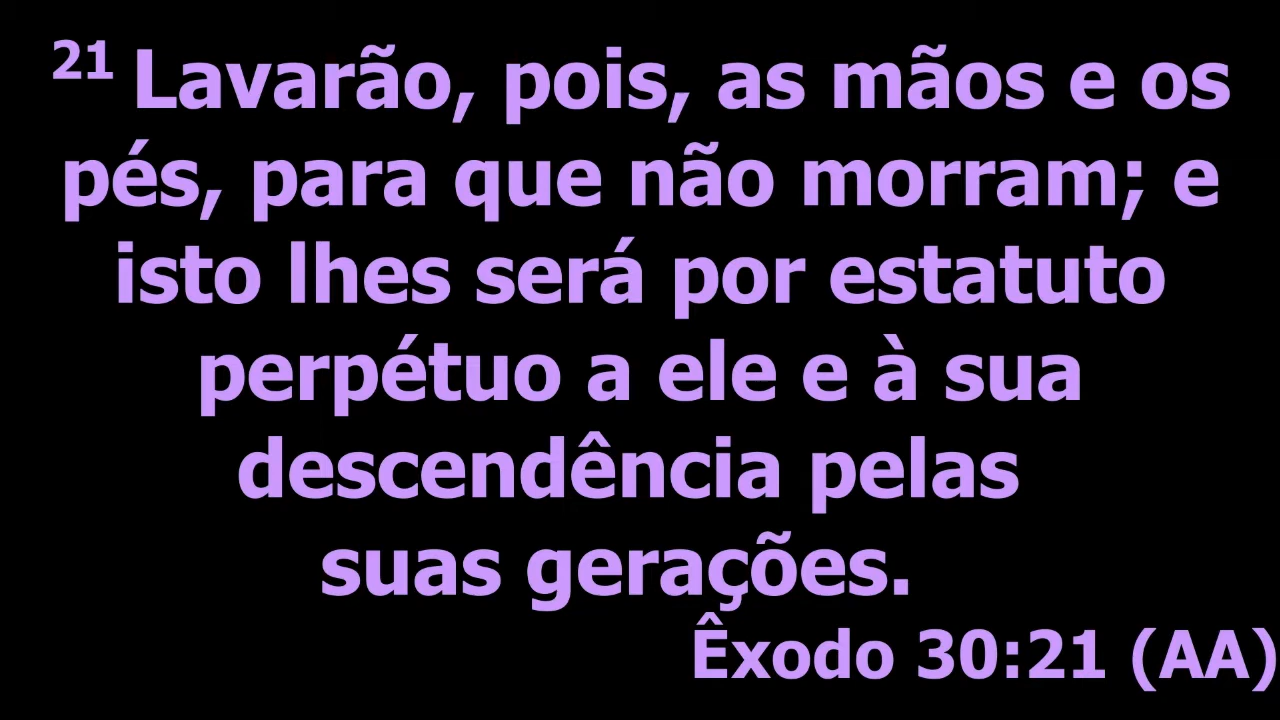 21 Lavarão, pois, as mãos e os
pés, para que não morram; e
isto lhes será por estatuto
perpétuo a ele e à sua
descendência pelas
suas gerações.
Êxodo 30:21 (AA)